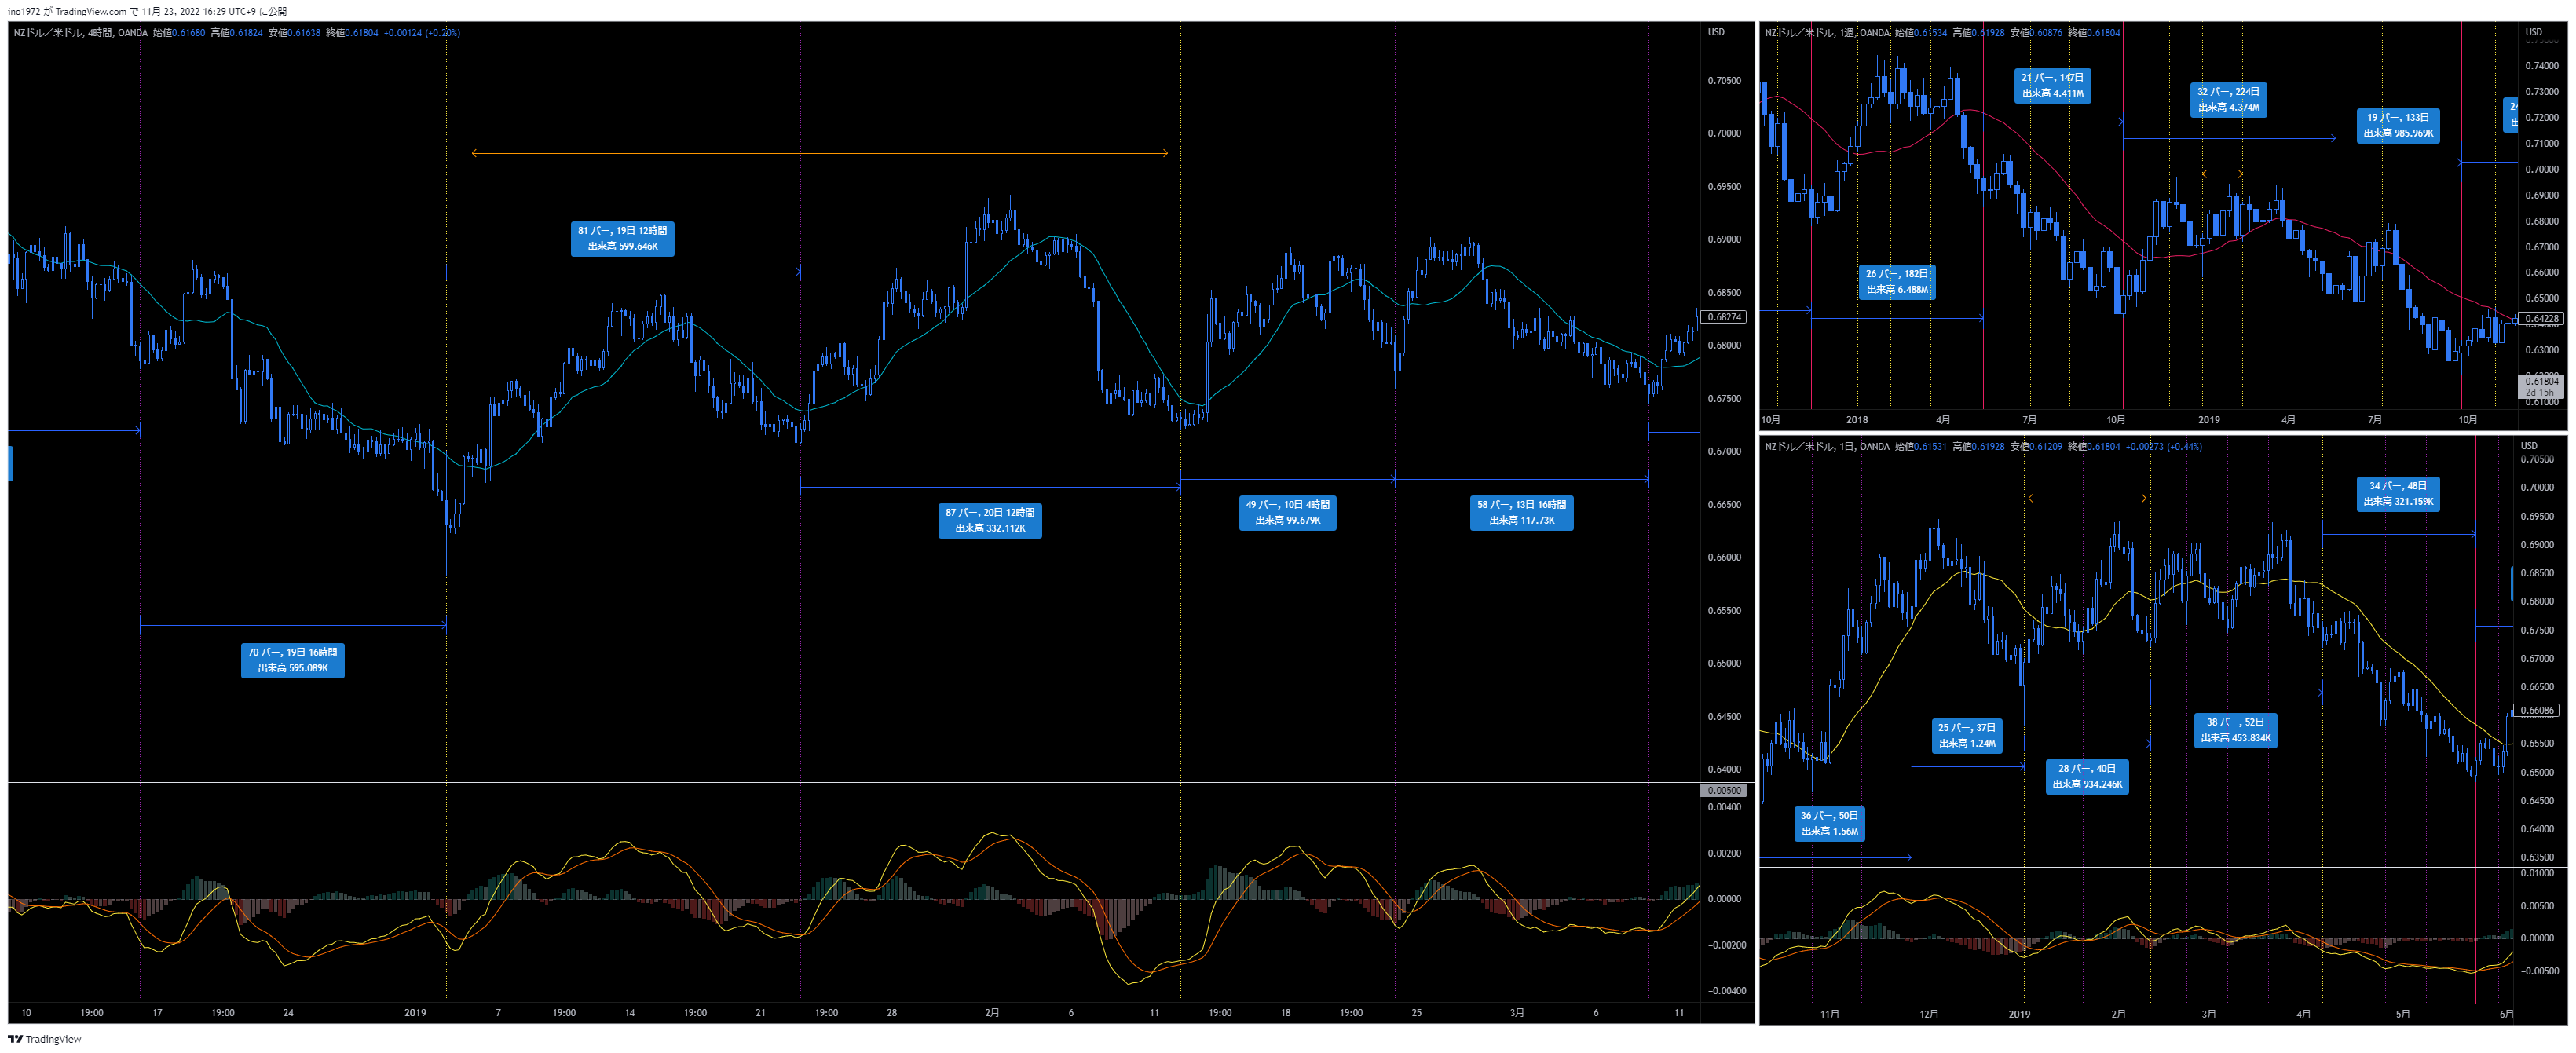 ino1972 が TradingView.com で 11月 23, 2022 16:29 UTC+9 に公開
NZドル／米ドル, 4時間, OANDA 始値0.61680 高値0.61824 安値0.61638 終値0.61804 +0.00124 (+0.20%)
USD
0.70500
0.70000
0.69500
0.69000
0.68500
0.68274
0.68000
0.67500
0.67000
0.66500
0.66000
0.65500
0.65000
0.64500
0.64000
81 バー, 19日 12時間
出来高 599.646K
87 バー, 20日 12時間
出来高 332.112K
49 バー, 10日 4時間
出来高 99.679K
58 バー, 13日 16時間
出来高 117.73K
70 バー, 19日 16時間
出来高 595.089K
0.00500
0.00400
0.00200
0.00000
−0.00200
−0.00400
10 19:00 17 19:00 24 2019 7 19:00 14 19:00 21 19:00 28 2月 6 11 19:00 18 19:00 25 3月 6 11
NZドル／米ドル, 1週, OANDA 始値0.61534 高値0.61928 安値0.60876 終値0.61804
USD
0.74000
0.73000
0.72000
0.71000
0.70000
0.69000
0.68000
0.67000
0.66000
0.65000
0.64228
0.63000
0.61804
2d 15h
0.61000
21 バー, 147日
出来高 4.411M
32 バー, 224日
出来高 4.374M
19 バー, 133日
出来高 985.969K
26 バー, 182日
出来高 6.488M
10月 2018 4月 7月 10月 2019 4月 7月 10月
NZドル／米ドル, 1日, OANDA 始値0.61531 高値0.61928 安値0.61209 終値0.61804 +0.00273 (+0.44%)
USD
0.70500
0.70000
0.69500
0.69000
0.68500
0.68000
0.67500
0.67000
0.66500
0.66086
0.65500
0.65000
0.64500
0.64000
0.63500
34 バー, 48日
出来高 321.159K
25 バー, 37日
出来高 1.24M
38 バー, 52日
出来高 453.834K
28 バー, 40日
出来高 934.246K
36 バー, 50日
出来高 1.56M
0.01000
0.00500
0.00000
−0.00500
11月 12月 2019 2月 3月 4月 5月 6月
TradingView